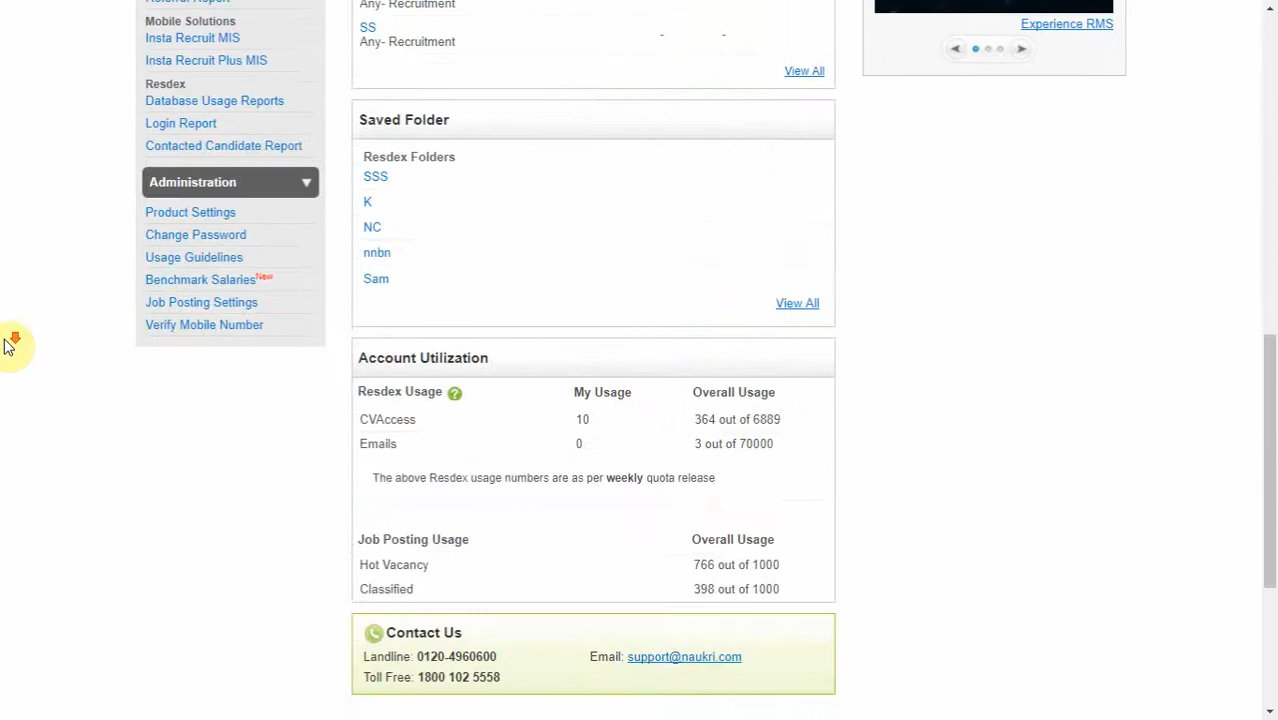 Referral Report
Mobile Solutions
Insta Recruit MIS
Insta Recruit Plus MIS
Resdex
Database Usage Reports
Login Report
Contacted Candidate Report
Administration
Product Settings
Change Password
Usage Guidelines
Benchmark Salaries New
Job Posting Settings
Verify Mobile Number
Any- Recruitment
SS
Any- Recruitment
View All
Saved Folder
Resdex Folders
SSS
K
NC
nnbn
Sam
View All
Account Utilization
Resdex Usage ? My Usage Overall Usage
CVAccess 10 364 out of 6889
Emails 0 3 out of 70000
The above Resdex usage numbers are as per weekly quota release
Job Posting Usage Overall Usage
Hot Vacancy 766 out of 1000
Classified 398 out of 1000
Contact Us
Landline: 0120-4960600 Email: support@naukri.com
Toll Free: 1800 102 5558
Experience RMS